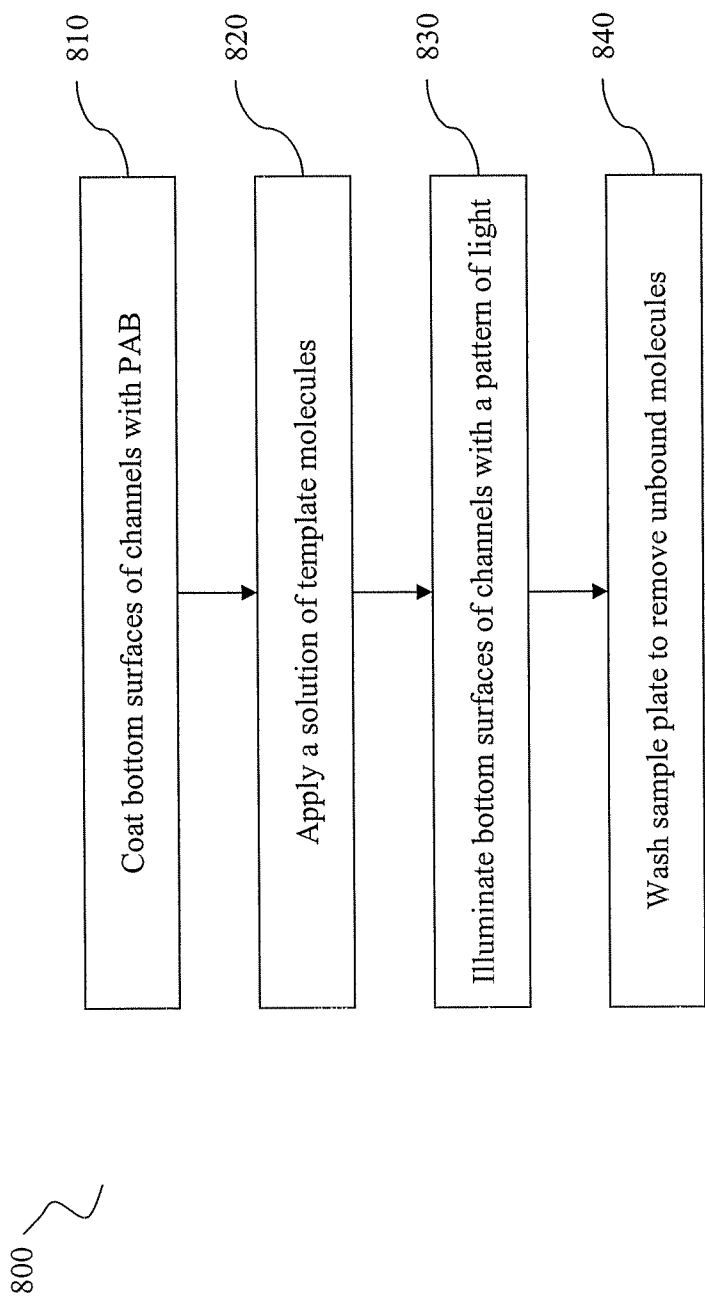 800
810
Coat bottom surfaces of channels with PAB
820
Apply a solution of template molecules
830
Illuminate bottom surfaces of channels with a pattern of light
840
Wash sample plate to remove unbound molecules